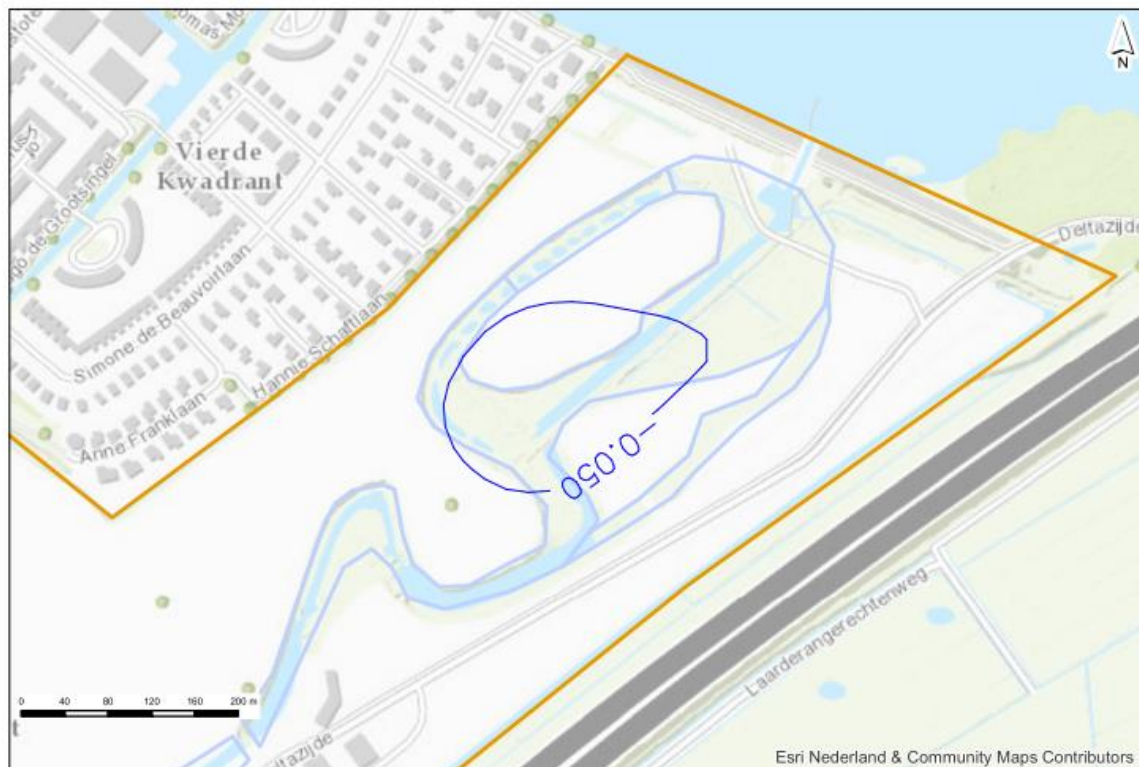 N
Vierde
Kwadrant
Simone de Beauvoirlaan
Hannie Schaftlaan
Anne Franklaan
Deltazijde
-0.050
Laarderangerechtenweg
0 40 80 120 160 200 m
Esri Nederland & Community Maps Contributors